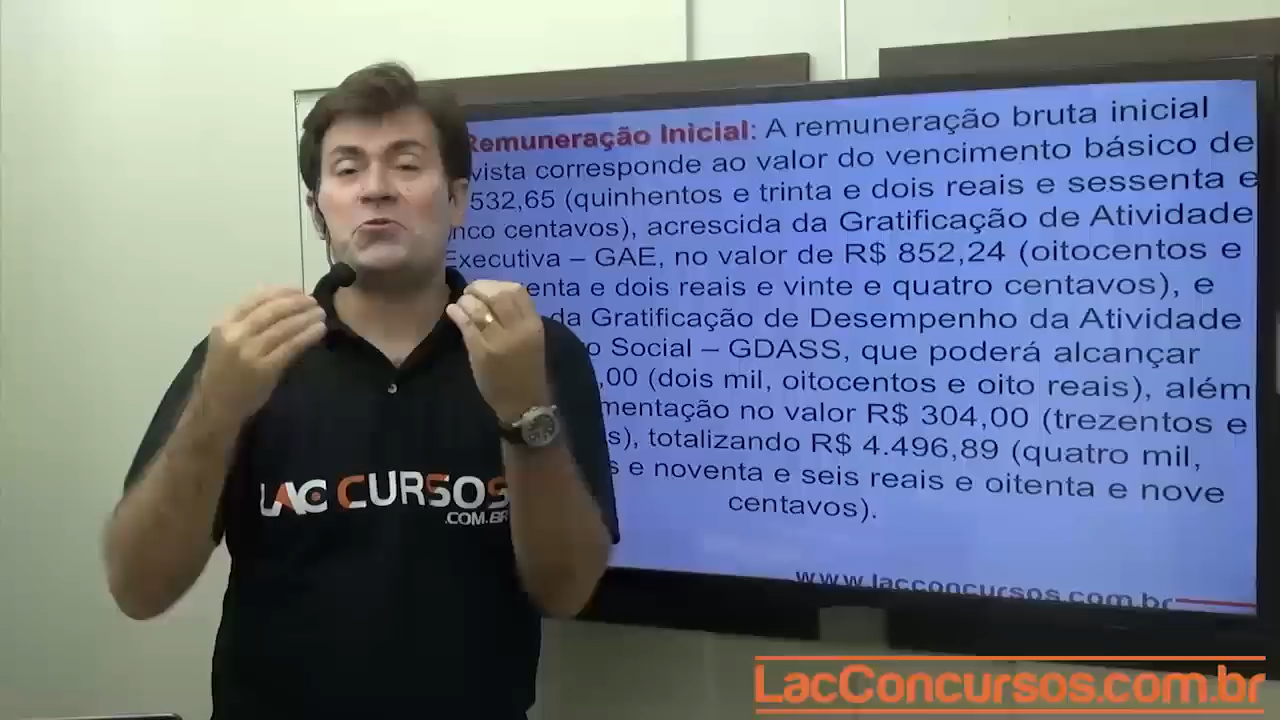 Remuneração Inicial: A remuneração bruta inicial
vista corresponde ao valor do vencimento básico de
532,65 (quinhentos e trinta e dois reais e sessenta e
nco centavos), acrescida da Gratificação de Atividade
Executiva – GAE, no valor de R$ 852,24 (oitocentos e
enta e dois reais e vinte e quatro centavos), e
da Gratificação de Desempenho da Atividade
o Social – GDASS, que poderá alcançar
,00 (dois mil, oitocentos e oito reais), além
mentação no valor R$ 304,00 (trezentos e
s), totalizando R$ 4.496,89 (quatro mil,
s e noventa e seis reais e oitenta e nove
centavos).
www.lacconcursos.com.br
LAC CURSOS
.COM.BR
LacConcursos.com.br